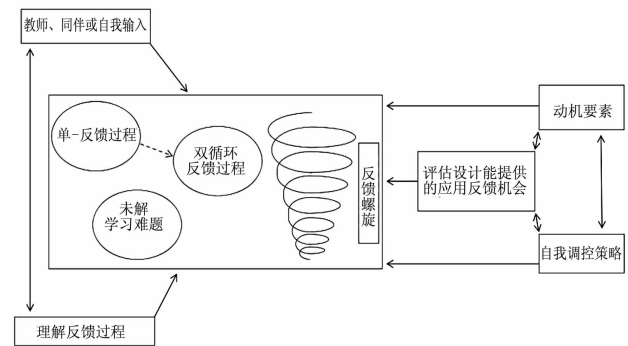 教师、同伴或自我输入
单-反馈过程
双循环
反馈过程
未解
学习难题
反馈螺旋
动机要素
评估设计能提供
的应用反馈机会
自我调控策略
理解反馈过程